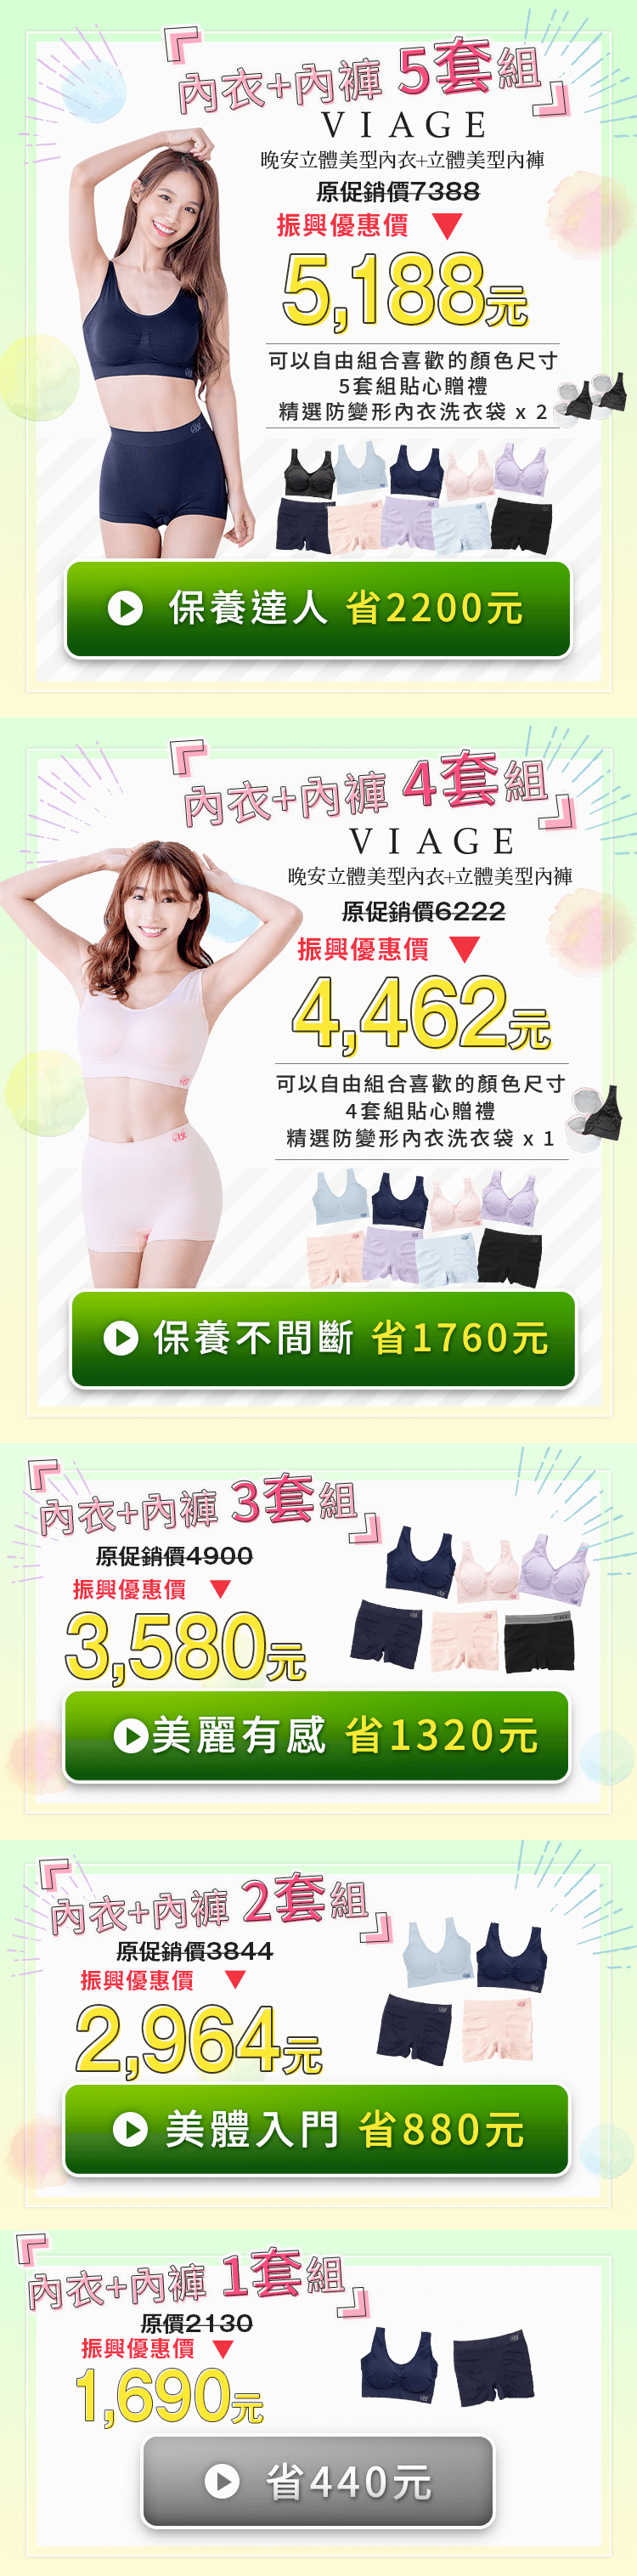 內衣+內褲 5套組
VIAGE
晚安立體美型內衣+立體美型內褲
原促銷價7388
振興優惠價
5,188元
可以自由組合喜歡的顏色尺寸
5套組貼心贈禮
精選防變形內衣洗衣袋 x 2
保養達人 省2200元
內衣+內褲 4套組
VIAGE
晚安立體美型內衣+立體美型內褲
原促銷價6222
振興優惠價
4,462元
可以自由組合喜歡的顏色尺寸
4套組貼心贈禮
精選防變形內衣洗衣袋 x 1
保養不間斷 省1760元
內衣+內褲 3套組
原促銷價4900
振興優惠價
3,580元
美麗有感 省1320元
內衣+內褲 2套組
原促銷價3844
振興優惠價
2,964元
美體入門 省880元
內衣+內褲 1套組
原價2130
振興優惠價
1,690元
省440元